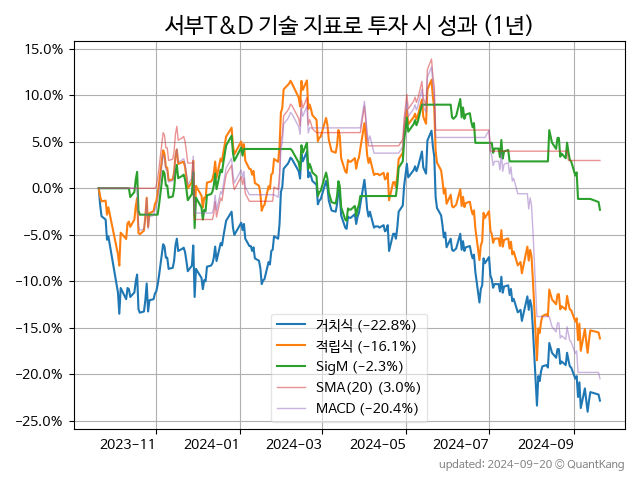 서부T&D 기술 지표로 투자 시 성과 (1년)
15.0%
10.0%
5.0%
0.0%
−5.0%
−10.0%
−15.0%
−20.0%
−25.0%
거치식 (−22.8%)
적립식 (−16.1%)
SigM (−2.3%)
SMA(20) (3.0%)
MACD (−20.4%)
2023−11
2024−01
2024−03
2024−05
2024−07
2024−09
updated: 2024−09−20 ⓒ QuantKang